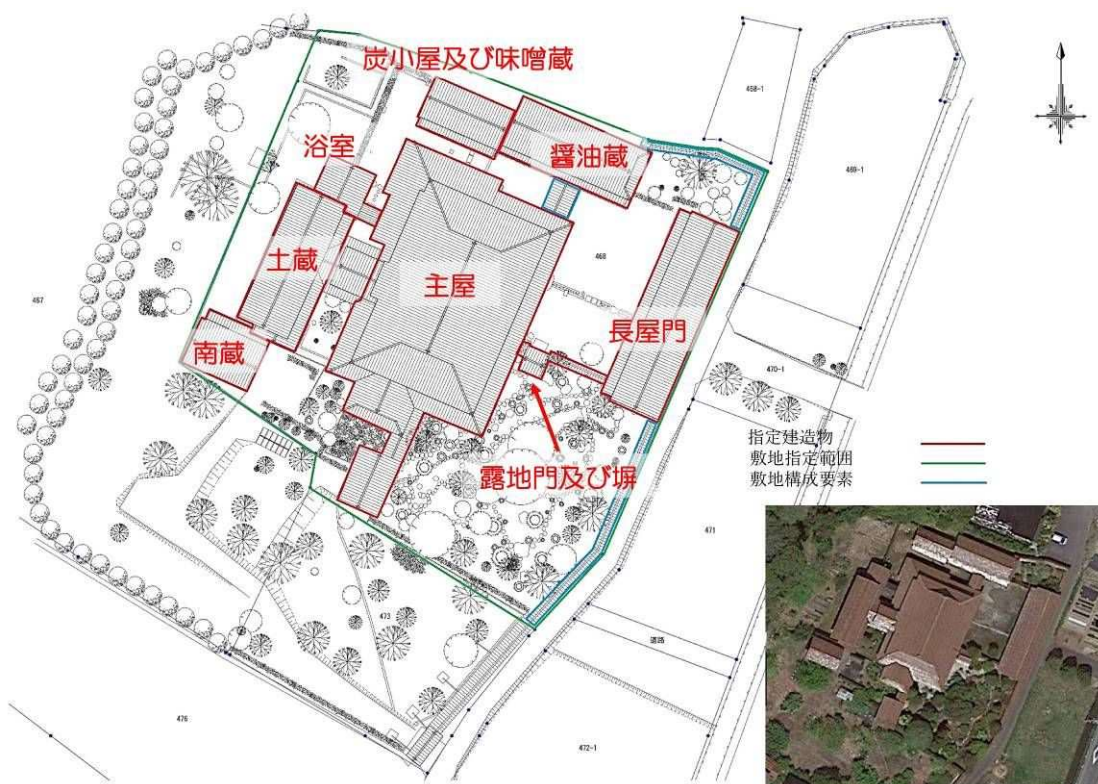 炭小屋及び味噌蔵
458-1
浴室
醤油蔵
469-1
土蔵
主屋
468
467
長屋門
南蔵
470-1
指定建造物
敷地指定範囲
敷地構成要素
露地門及び塀
471
473
道路
476
472-1